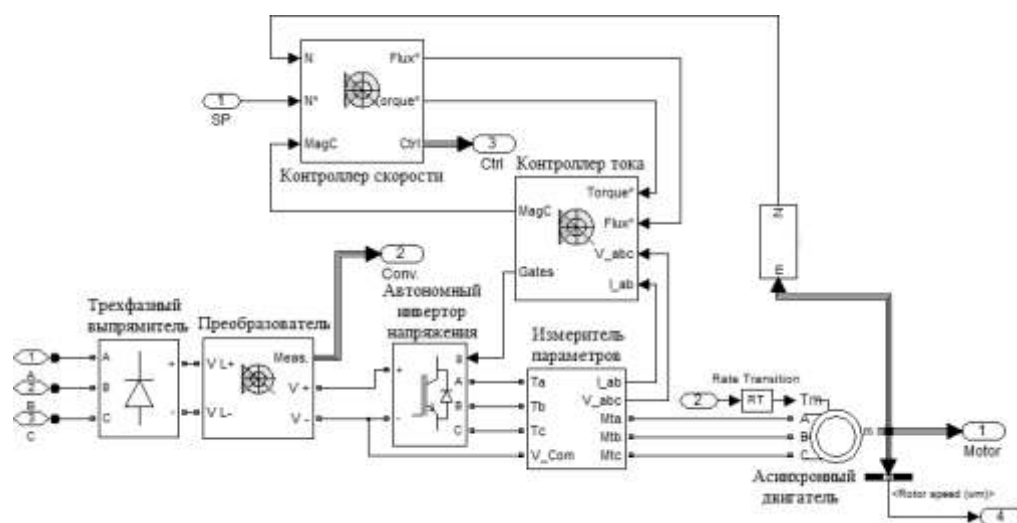 N
Flux*
1
SP
N*
Torque*
MagC
Ctrl
3
Ctrl
Контроллер скорости
Контроллер тока
Torque*
MagC
Flux*
V_abc
Gates
I_ab
N
E
2
Conv.
Трехфазный
выпрямитель
Преобразователь
Автономный
инвертор
напряжения
Измеритель
параметров
1
A
2
B
3
C
A
B
C
+
-
V L+
V L-
Meas.
V +
V -
+
-
g
A
B
C
Ta
Tb
Tc
V_Com
I_ab
V_abc
Mta
Mtb
Mtc
Rate Transition
2
RT
Tm
A
B
C
m
1
Motor
Асинхронный
двигатель
<Rotor speed (wm)>
4